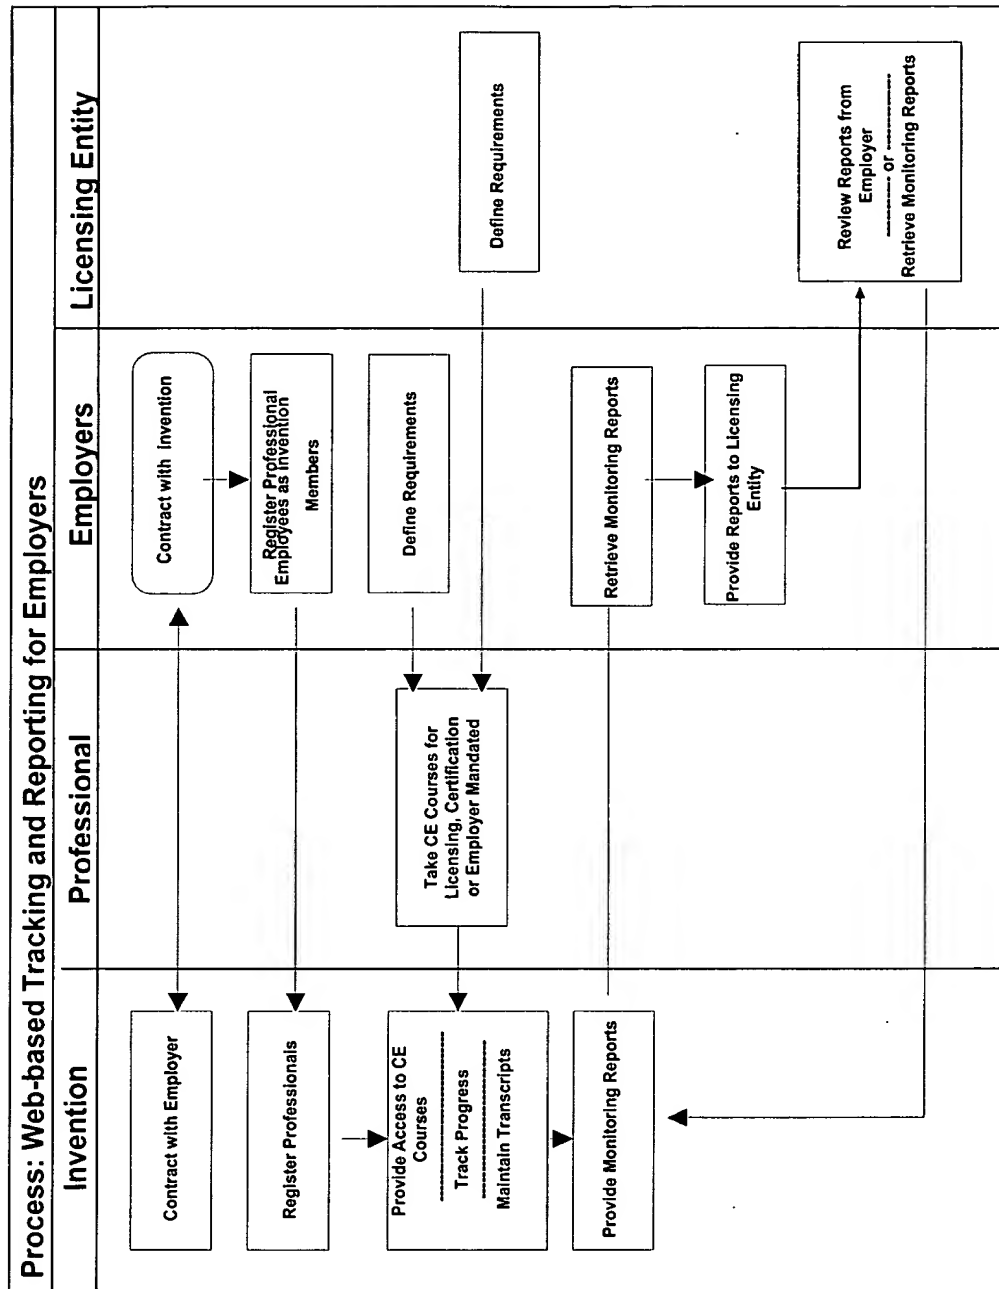 Process: Web-based Tracking and Reporting for Employers
Invention
Professional
Employers
Licensing Entity
Contract with Employer
Contract with Invention
Register Professionals
Register Professional
Employees as Invention
Members
Define Requirements
Define Requirements
Provide Access to CE
Courses
Track Progress
Maintain Transcripts
Take CE Courses for
Licensing, Certification
or Employer Mandated
Provide Monitoring Reports
Retrieve Monitoring Reports
Provide Reports to Licensing
Entity
Review Reports from
Employer
---------- or ------------
Retrieve Monitoring Reports